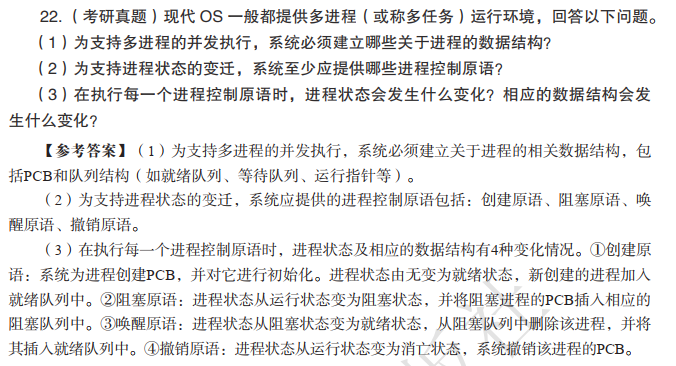 22.（考研真题）现代 OS 一般都提供多进程（或称多任务）运行环境，回答以下问题。
（1）为支持多进程的并发执行，系统必须建立哪些关于进程的数据结构？
（2）为支持进程状态的变迁，系统至少应提供哪些进程控制原语？
（3）在执行每一个进程控制原语时，进程状态会发生什么变化？相应的数据结构会发
生什么变化？
【参考答案】（1）为支持多进程的并发执行，系统必须建立关于进程的相关数据结构，包
括PCB和队列结构（如就绪队列、等待队列、运行指针等）。
（2）为支持进程状态的变迁，系统应提供的进程控制原语包括：创建原语、阻塞原语、唤
醒原语、撤销原语。
（3）在执行每一个进程控制原语时，进程状态及相应的数据结构有4种变化情况。①创建原
语：系统为进程创建PCB，并对它进行初始化。进程状态由无变为就绪状态，新创建的进程加入
就绪队列中。②阻塞原语：进程状态从运行状态变为阻塞状态，并将阻塞进程的PCB插入相应的
阻塞队列中。③唤醒原语：进程状态从阻塞状态变为就绪状态，从阻塞队列中删除该进程，并将
其插入就绪队列中。④撤销原语：进程状态从运行状态变为消亡状态，系统撤销该进程的PCB。